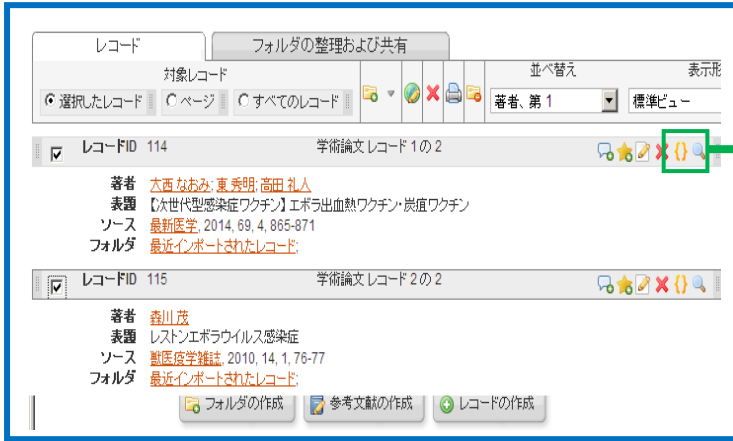 レコード フォルダの整理および共有
対象レコード 並べ替え 表示形
選択したレコード ページ すべてのレコード 著者、第 1 標準ビュー
レコードID 114 学術論文 レコード 1 の 2
著者 大西 なおみ; 東 秀明; 高田 礼人
表題 【次世代型感染症ワクチン】 エボラ出血熱ワクチン・炭疽ワクチン
ソース 最新医学, 2014, 69, 4, 865-871
フォルダ 最近インポートされたレコード;
レコードID 115 学術論文 レコード 2 の 2
著者 森川 茂
表題 レストンエボラウイルス感染症
ソース 獣医疫学雑誌, 2010, 14, 1, 76-77
フォルダ 最近インポートされたレコード;
フォルダの作成 参考文献の作成 レコードの作成